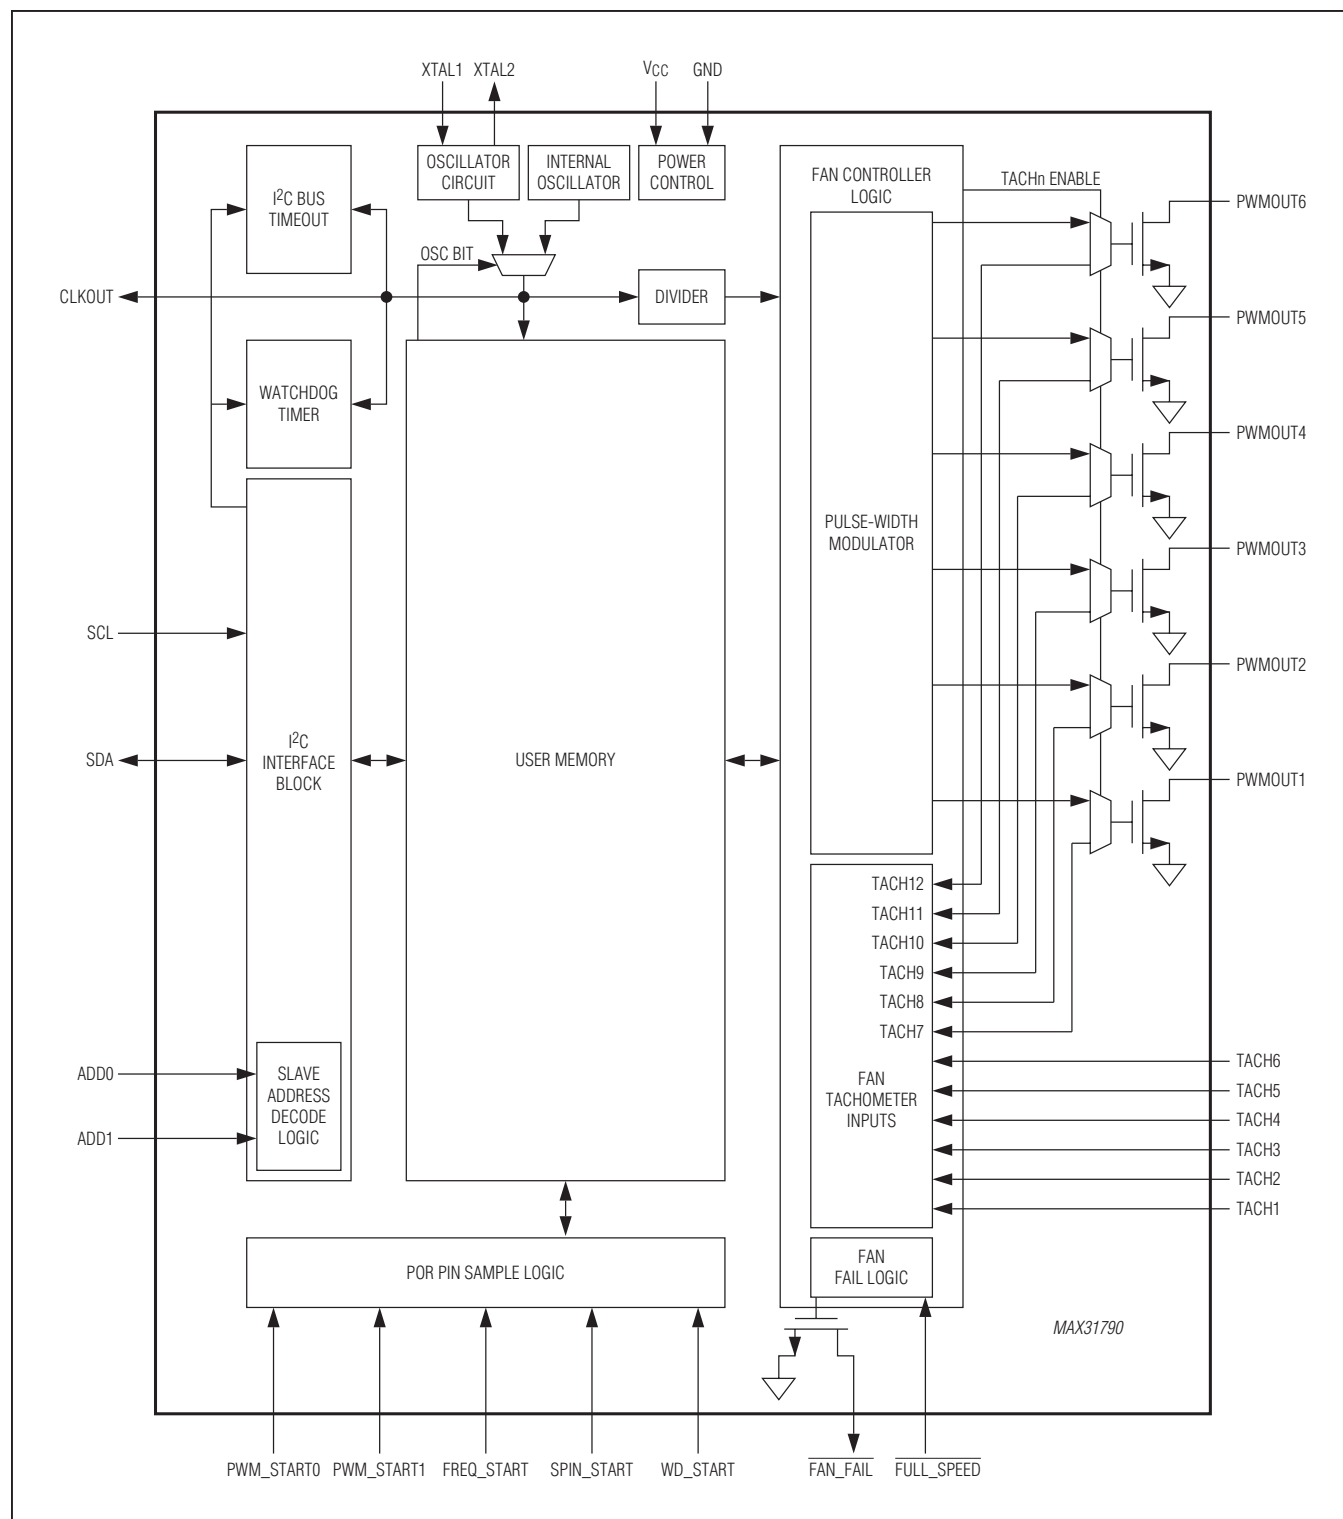 XTAL1 XTAL2
VCC GND
OSCILLATOR
CIRCUIT
INTERNAL
OSCILLATOR
POWER
CONTROL
I2C BUS
TIMEOUT
FAN CONTROLLER
LOGIC
TACHn ENABLE
PWMOUT6
OSC BIT
CLKOUT
DIVIDER
PWMOUT5
WATCHDOG
TIMER
PWMOUT4
PULSE-WIDTH
MODULATOR
PWMOUT3
SCL
PWMOUT2
SDA
I2C
INTERFACE
BLOCK
USER MEMORY
PWMOUT1
TACH12
TACH11
TACH10
TACH9
TACH8
TACH7
ADD0
ADD1
SLAVE
ADDRESS
DECODE
LOGIC
FAN
TACHOMETER
INPUTS
TACH6
TACH5
TACH4
TACH3
TACH2
TACH1
POR PIN SAMPLE LOGIC
FAN
FAIL LOGIC
MAX31790
PWM_START0 PWM_START1 FREQ_START SPIN_START WD_START FAN_FAIL FULL_SPEED